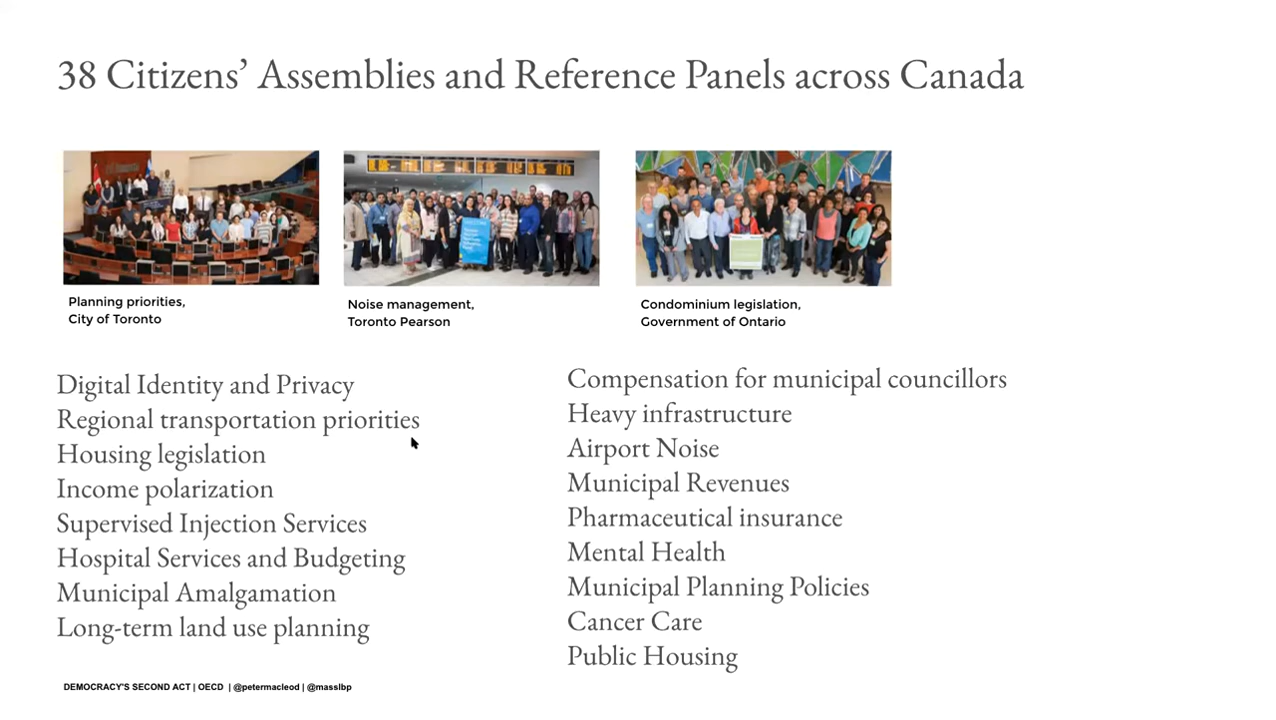 38 Citizens’ Assemblies and Reference Panels across Canada
Planning priorities,
City of Toronto
Noise management,
Toronto Pearson
Condominium legislation,
Government of Ontario
Digital Identity and Privacy
Regional transportation priorities
Housing legislation
Income polarization
Supervised Injection Services
Hospital Services and Budgeting
Municipal Amalgamation
Long-term land use planning
Compensation for municipal councillors
Heavy infrastructure
Airport Noise
Municipal Revenues
Pharmaceutical insurance
Mental Health
Municipal Planning Policies
Cancer Care
Public Housing
DEMOCRACY'S SECOND ACT | OECD | @petermacleod | @masslbp